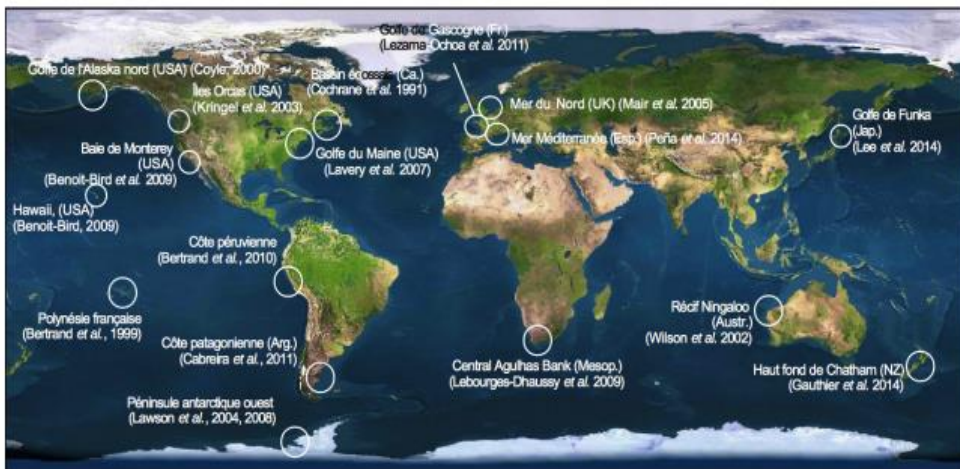 Golfe de Gascogne (Fr.)
(Lezama-Ochoa et al. 2011)
Golfe de l'Alaska nord (USA) (Coyle, 2000)
Îles Orcas (USA)
(Kringel et al. 2003)
Bassin écossais (Ca.)
(Cochrane et al. 1991)
Mer du Nord (UK) (Mair et al. 2005)
Mer Méditerranée (Esp.) (Peña et al. 2014)
Golfe de Funka
(Jap.)
(Lee et al. 2014)
Baie de Monterey
(USA)
(Benoit-Bird et al. 2009)
Golfe du Maine (USA)
(Lavery et al. 2007)
Hawaii, (USA)
(Benoit-Bird, 2009)
Côte péruvienne
(Bertrand et al., 2010)
Polynésie française
(Bertrand et al., 1999)
Récif Ningaloo
(Austr.)
(Wilson et al. 2002)
Côte patagonienne (Arg.)
(Cabreira et al., 2011)
Central Agulhas Bank (Mesop.)
(Lebourges-Dhaussy et al. 2009)
Haut fond de Chatham (NZ)
(Gauthier et al. 2014)
Péninsule antarctique ouest
(Lawson et al., 2004, 2008)